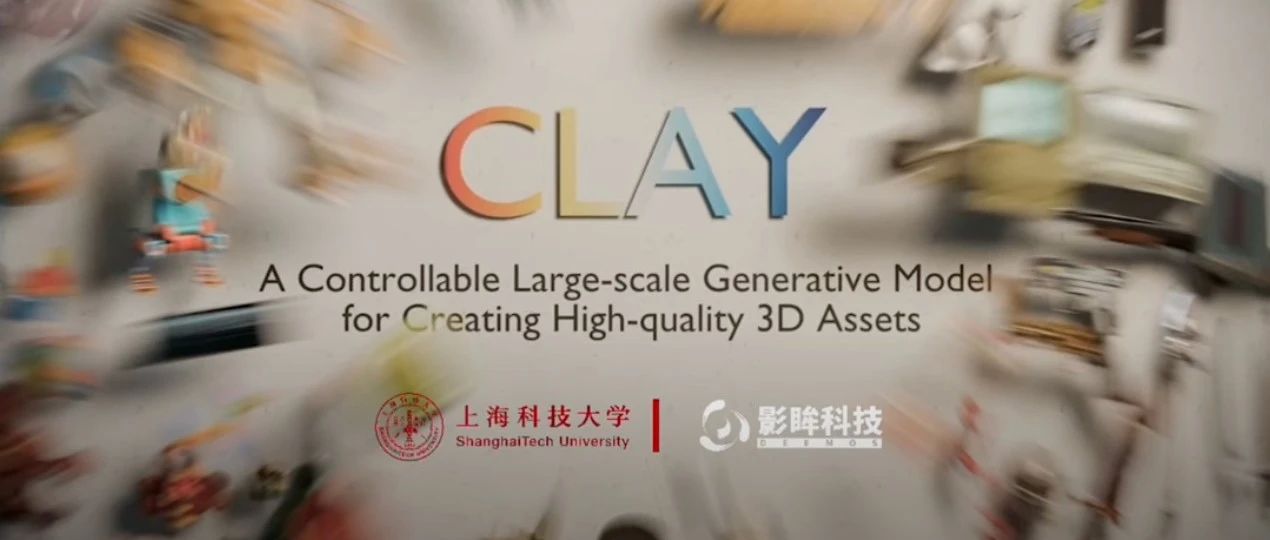 CLAY
A Controllable Large-scale Generative Model
for Creating High-quality 3D Assets
上海科技大学
ShanghaiTech University
影眸科技
DEEMOS